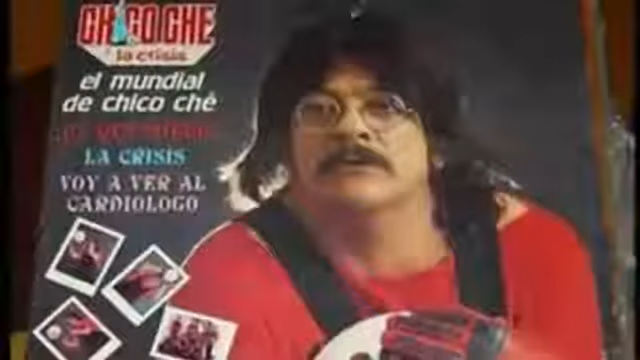 CHICO CHE
la crisis
el mundial
de chico ché
LA CRISIS
VOY A VER AL
CARDIOLOGO